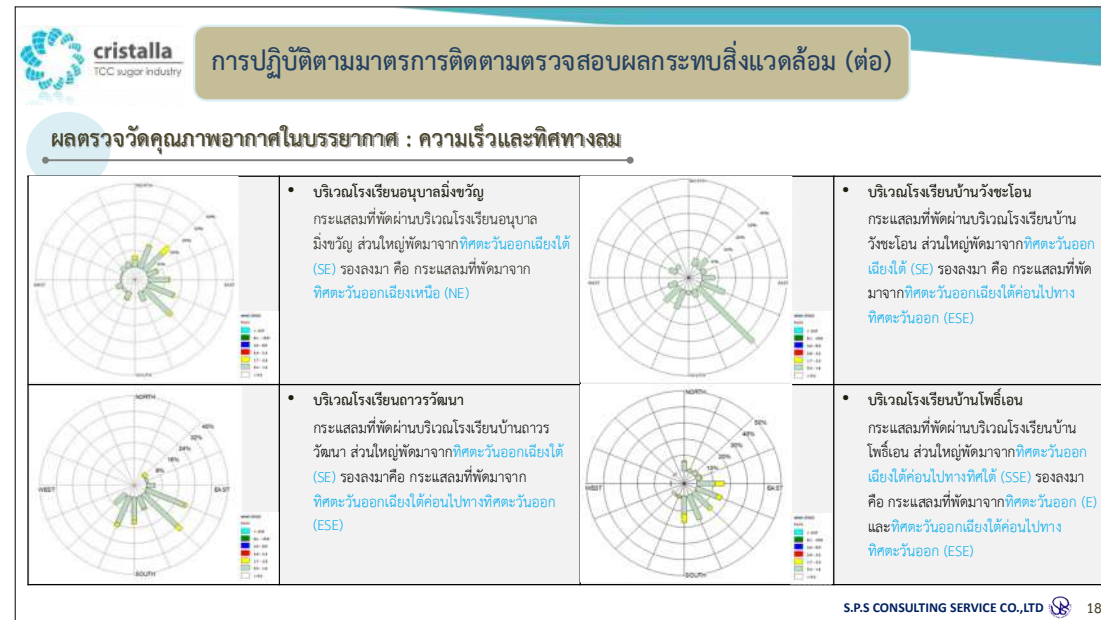 cristalla
TCC sugar industry
การปฏิบัติตามมาตรการติดตามตรวจสอบผลกระทบสิ่งแวดล้อม (ต่อ)
ผลตรวจวัดคุณภาพอากาศในบรรยากาศ : ความเร็วและทิศทางลม
• บริเวณโรงเรียนอนุบาลมิ่งขวัญ
กระแสลมที่พัดผ่านบริเวณโรงเรียนอนุบาล
มิ่งขวัญ ส่วนใหญ่พัดมาจากทิศตะวันออกเฉียงใต้
(SE) รองลงมา คือ กระแสลมที่พัดมาจาก
ทิศตะวันออกเฉียงเหนือ (NE)
• บริเวณโรงเรียนบ้านวังชะโอน
กระแสลมที่พัดผ่านบริเวณโรงเรียนบ้าน
วังชะโอน ส่วนใหญ่พัดมาจากทิศตะวันออก
เฉียงใต้ (SE) รองลงมา คือ กระแสลมที่พัด
มาจากทิศตะวันออกเฉียงใต้ค่อนไปทาง
ทิศตะวันออก (ESE)
NORTH
40%
32%
24%
16%
8%
WEST
EAST
SOUTH
• บริเวณโรงเรียนถาวรวัฒนา
กระแสลมที่พัดผ่านบริเวณโรงเรียนบ้านถาวร
วัฒนา ส่วนใหญ่พัดมาจากทิศตะวันออกเฉียงใต้
(SE) รองลงมาคือ กระแสลมที่พัดมาจาก
ทิศตะวันออกเฉียงใต้ค่อนไปทางทิศตะวันออก
(ESE)
NORTH
50%
40%
30%
20%
10%
WEST
EAST
SOUTH
• บริเวณโรงเรียนบ้านโพธิ์เอน
กระแสลมที่พัดผ่านบริเวณโรงเรียนบ้าน
โพธิ์เอน ส่วนใหญ่พัดมาจากทิศตะวันออก
เฉียงใต้ค่อนไปทางทิศใต้ (SSE) รองลงมา
คือ กระแสลมที่พัดมาจากทิศตะวันออก (E)
และทิศตะวันออกเฉียงใต้ค่อนไปทาง
ทิศตะวันออก (ESE)
S.P.S CONSULTING SERVICE CO.,LTD
18